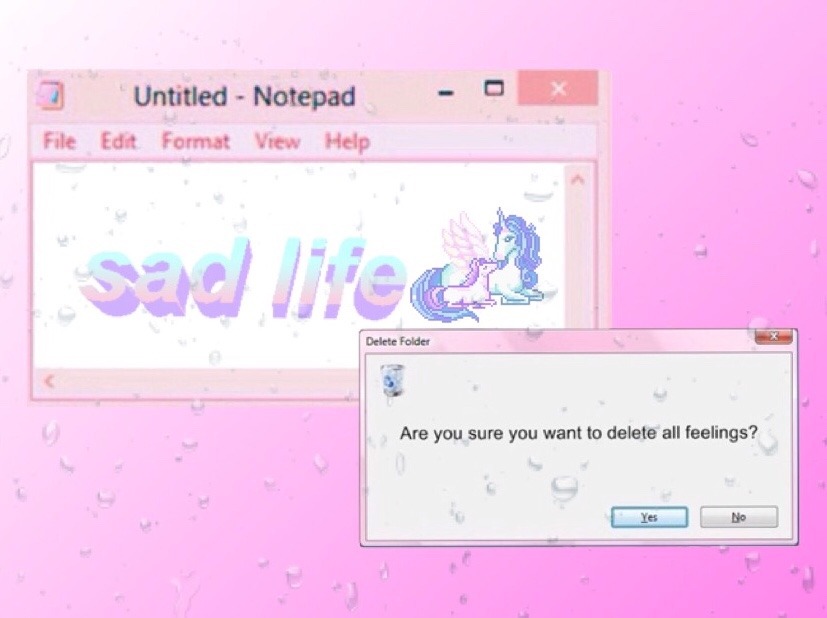 Untitled - Notepad
File Edit Format View Help
sad life
Delete Folder
Are you sure you want to delete all feelings?
Yes No